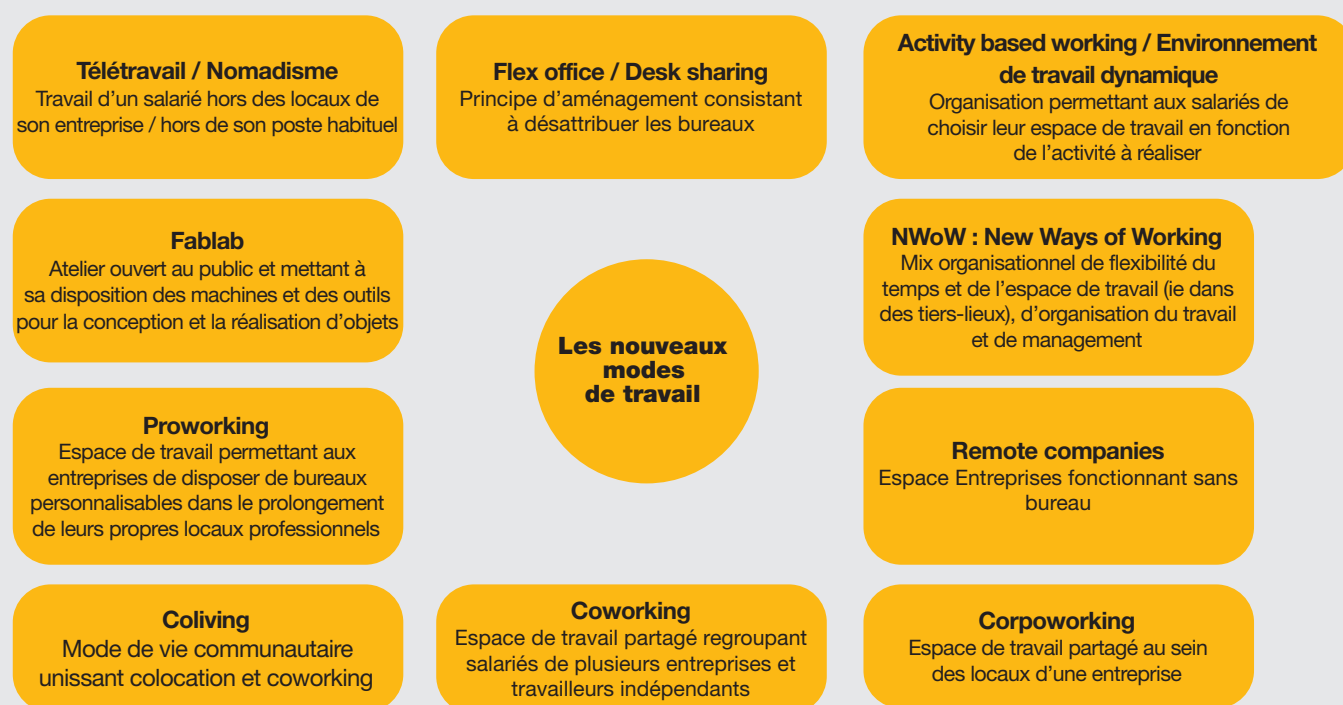 Télétravail / Nomadisme
Travail d'un salarié hors des locaux de
son entreprise / hors de son poste habituel
Flex office / Desk sharing
Principe d'aménagement consistant
à désattribuer les bureaux
Activity based working / Environnement
de travail dynamique
Organisation permettant aux salariés de
choisir leur espace de travail en fonction
de l'activité à réaliser
Fablab
Atelier ouvert au public et mettant à
sa disposition des machines et des outils
pour la conception et la réalisation d'objets
Les nouveaux
modes
de travail
NWoW : New Ways of Working
Mix organisationnel de flexibilité du
temps et de l'espace de travail (ie dans
des tiers-lieux), d'organisation du travail
et de management
Proworking
Espace de travail permettant aux
entreprises de disposer de bureaux
personnalisables dans le prolongement
de leurs propres locaux professionnels
Remote companies
Espace Entreprises fonctionnant sans
bureau
Coliving
Mode de vie communautaire
unissant colocation et coworking
Coworking
Espace de travail partagé regroupant
salariés de plusieurs entreprises et
travailleurs indépendants
Corpoworking
Espace de travail partagé au sein
des locaux d'une entreprise